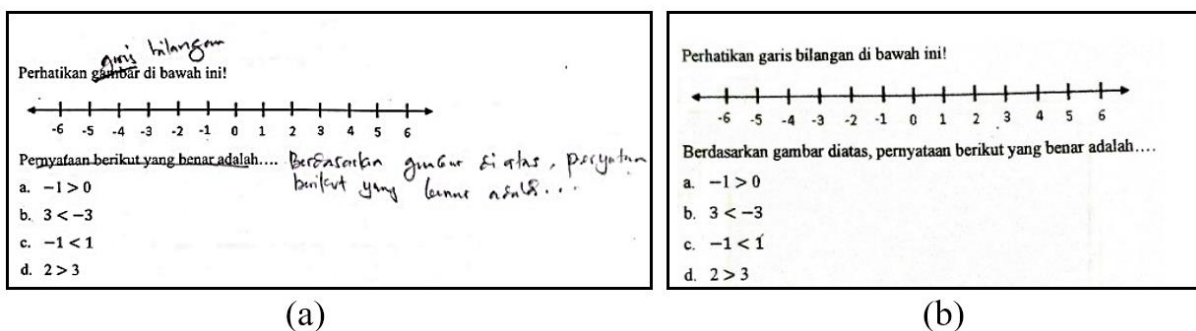 garis bilangan
Perhatikan gambar di bawah ini!
-6 -5 -4 -3 -2 -1 0 1 2 3 4 5 6
Pernyataan berikut yang benar adalah.... Berdasarkan gambar di atas, pernyataan
berikut yang benar adalah...
a. −1 > 0
b. 3 < −3
c. −1 < 1
d. 2 > 3
(a)
Perhatikan garis bilangan di bawah ini!
-6 -5 -4 -3 -2 -1 0 1 2 3 4 5 6
Berdasarkan gambar diatas, pernyataan berikut yang benar adalah....
a. −1 > 0
b. 3 < −3
c. −1 < 1
d. 2 > 3
(b)